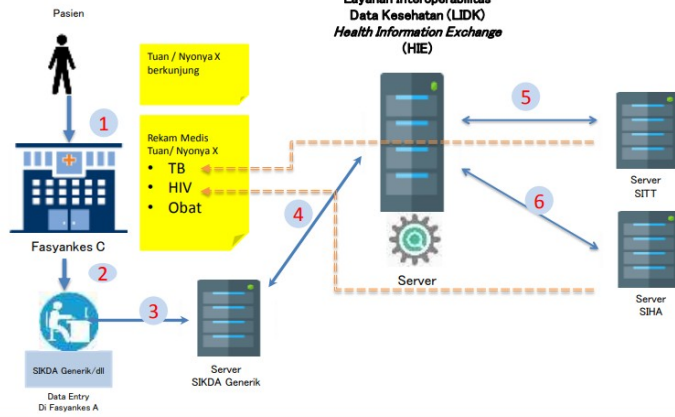 Layanan Interoperabilitas
Data Kesehatan (LIDK)
Health Information Exchange
(HIE)
Pasien
Tuan / Nyonya X
berkunjung
1
Rekam Medis
Tuan/ Nyonya X
• TB
• HIV
• Obat
Fasyankes C
2
3
4
5
6
Server
SITT
Server
SIHA
Server
Server
SIKDA Generik
SIKDA Generik/dll
Data Entry
Di Fasyankes A